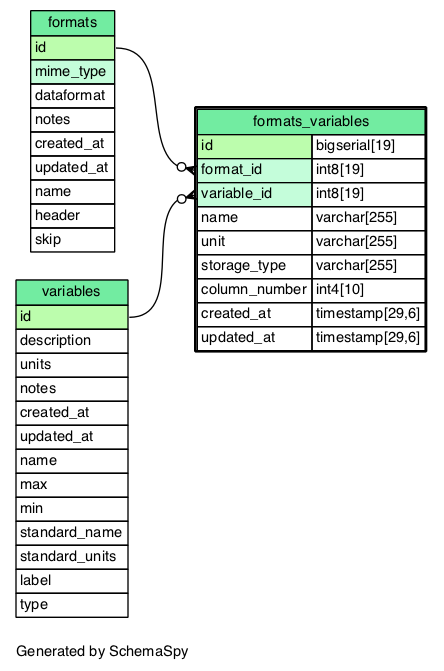 formats
id
mime_type
dataformat
notes
created_at
updated_at
name
header
skip
formats_variables
id bigserial[19]
format_id int8[19]
variable_id int8[19]
name varchar[255]
unit varchar[255]
storage_type varchar[255]
column_number int4[10]
created_at timestamp[29,6]
updated_at timestamp[29,6]
variables
id
description
units
notes
created_at
updated_at
name
max
min
standard_name
standard_units
label
type
Generated by SchemaSpy